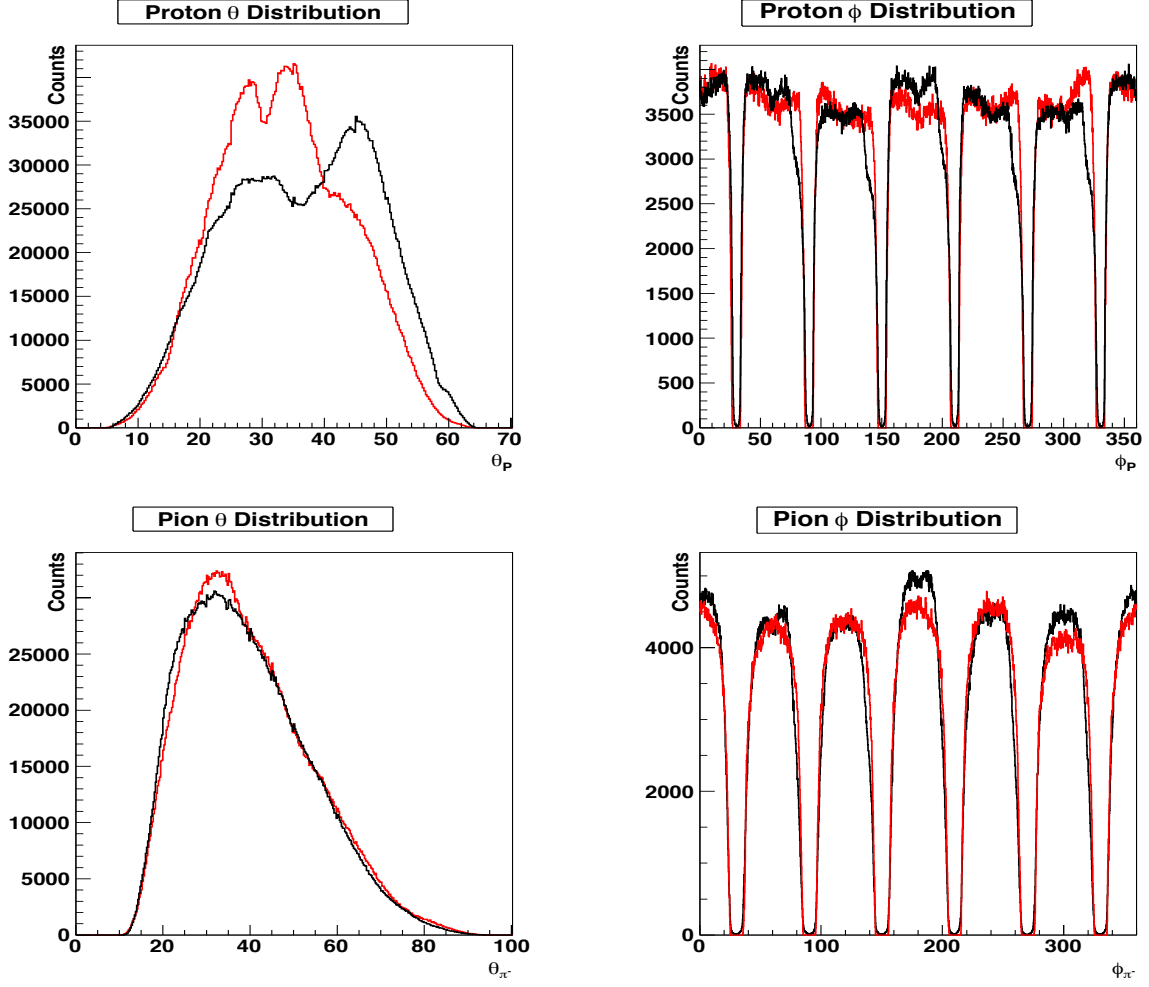 Proton θ Distribution
Counts
35000
30000
25000
20000
15000
10000
5000
0
10 20 30 40 50 60 70
θP
Proton ϕ Distribution
Counts
3500
3000
2500
2000
1500
1000
500
0
0 50 100 150 200 250 300 350
ϕP
Pion θ Distribution
Counts
25000
20000
15000
10000
5000
0
0 20 40 60 80 100
θπ-
Pion ϕ Distribution
Counts
4000
2000
0
0 100 200 300
ϕπ-